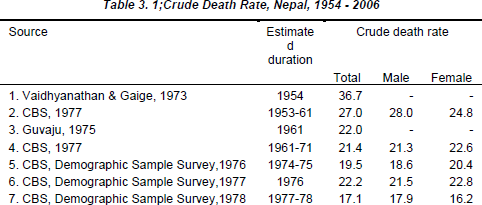 Table 3. 1;Crude Death Rate, Nepal, 1954 - 2006
Source Estimate Crude death rate
d
duration
Total Male Female
1. Vaidhyanathan & Gaige, 1973 1954 36.7 - -
2. CBS, 1977 1953-61 27.0 28.0 24.8
3. Guvaju, 1975 1961 22.0 - -
4. CBS, 1977 1961-71 21.4 21.3 22.6
5. CBS, Demographic Sample Survey,1976 1974-75 19.5 18.6 20.4
6. CBS, Demographic Sample Survey,1977 1976 22.2 21.5 22.8
7. CBS, Demographic Sample Survey,1978 1977-78 17.1 17.9 16.2